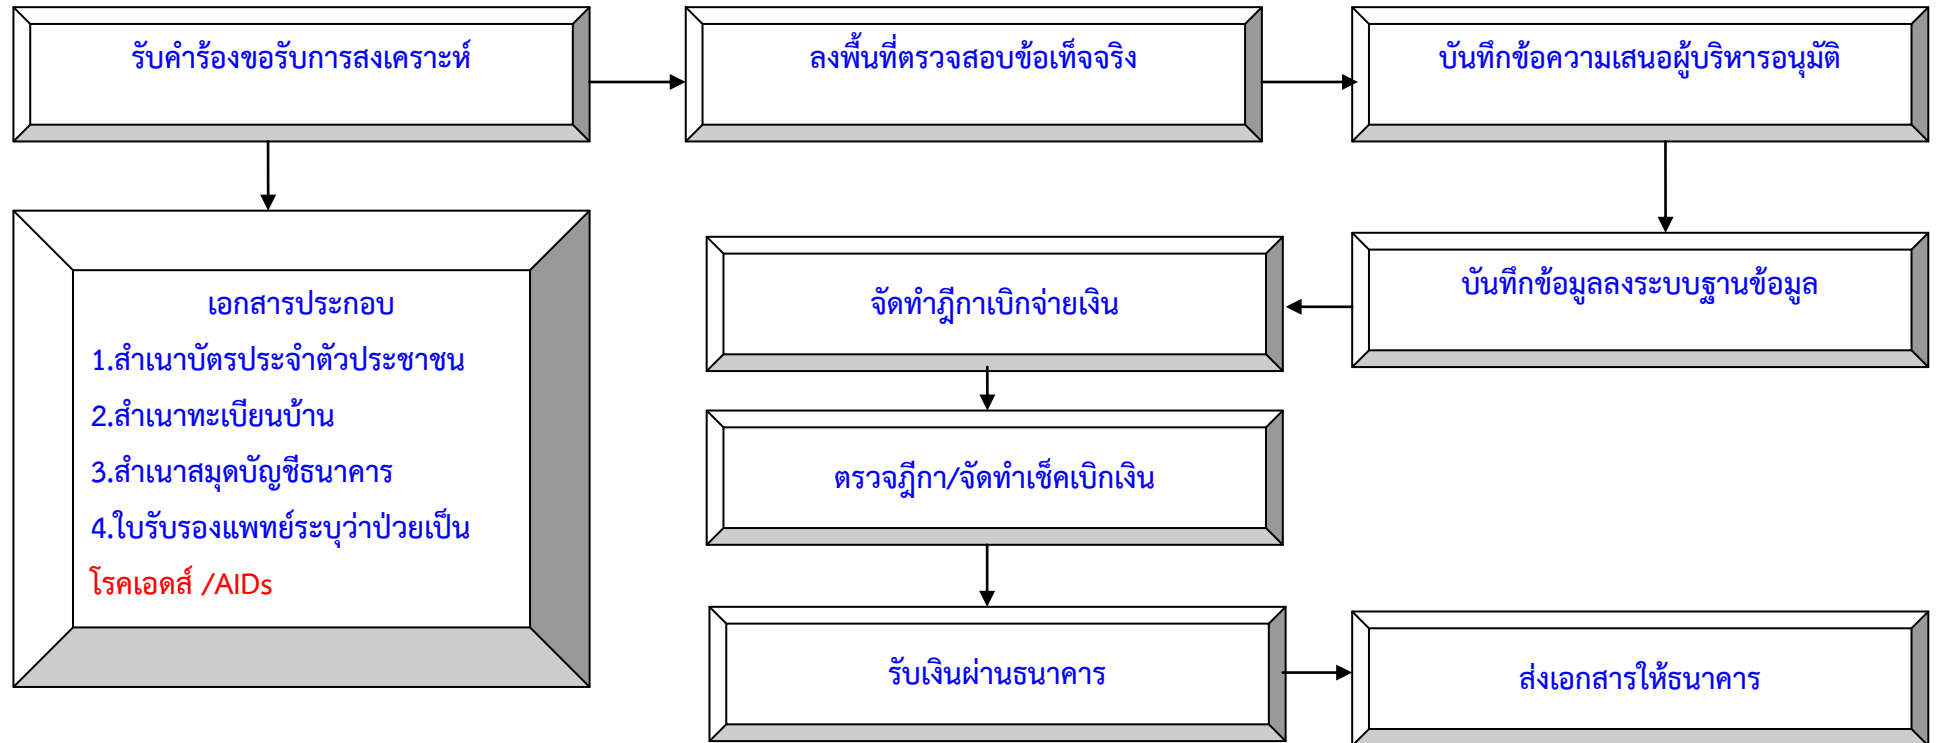 รับคำร้องขอรับการสงเคราะห์
ลงพื้นที่ตรวจสอบข้อเท็จจริง
บันทึกข้อความเสนอผู้บริหารอนุมัติ
เอกสารประกอบ
1.สำเนาบัตรประจำตัวประชาชน
2.สำเนาทะเบียนบ้าน
3.สำเนาสมุดบัญชีธนาคาร
4.ใบรับรองแพทย์ระบุว่าป่วยเป็น
โรคเอดส์ /AIDs
บันทึกข้อมูลลงระบบฐานข้อมูล
จัดทำฎีกาเบิกจ่ายเงิน
ตรวจฎีกา/จัดทำเช็คเบิกเงิน
รับเงินผ่านธนาคาร
ส่งเอกสารให้ธนาคาร